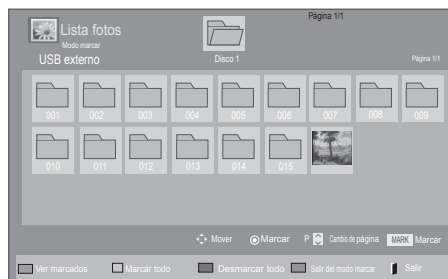 Página 1/1
Lista fotos
Modo marcar
USB externo
Disco 1
Página 1/1
001 002 003 004 005 006 007 008 009
010 011 012 013 014 015
Mover Marcar P Cambio de página MARK Marcar
Ver marcados Marcar todo Desmarcar todo Salir del modo marcar Salir